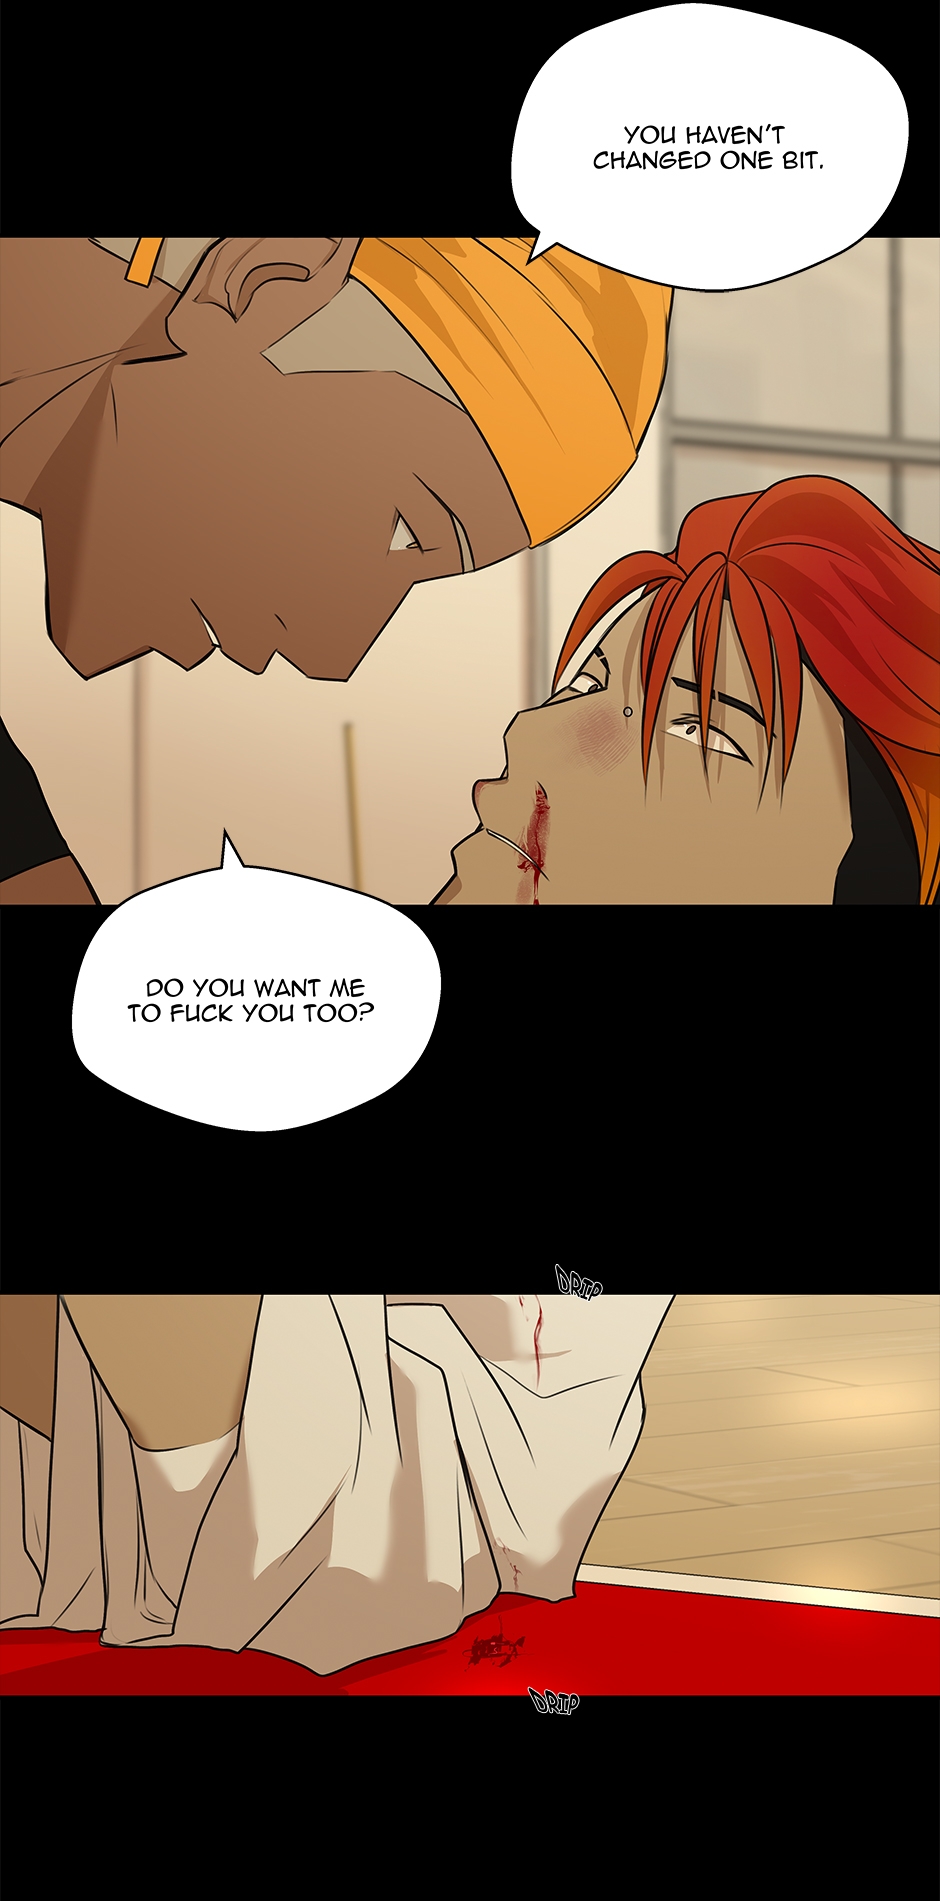 YOU HAVEN'T
CHANGED ONE BIT.
DO YOU WANT ME
TO FUCK YOU TOO?
DRIP
DRIP